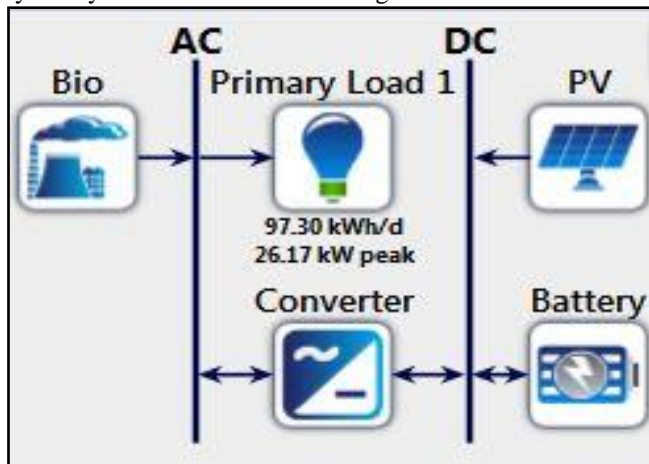 AC
DC
Bio
Primary Load 1
PV
97.30 kWh/d
26.17 kW peak
Converter
Battery